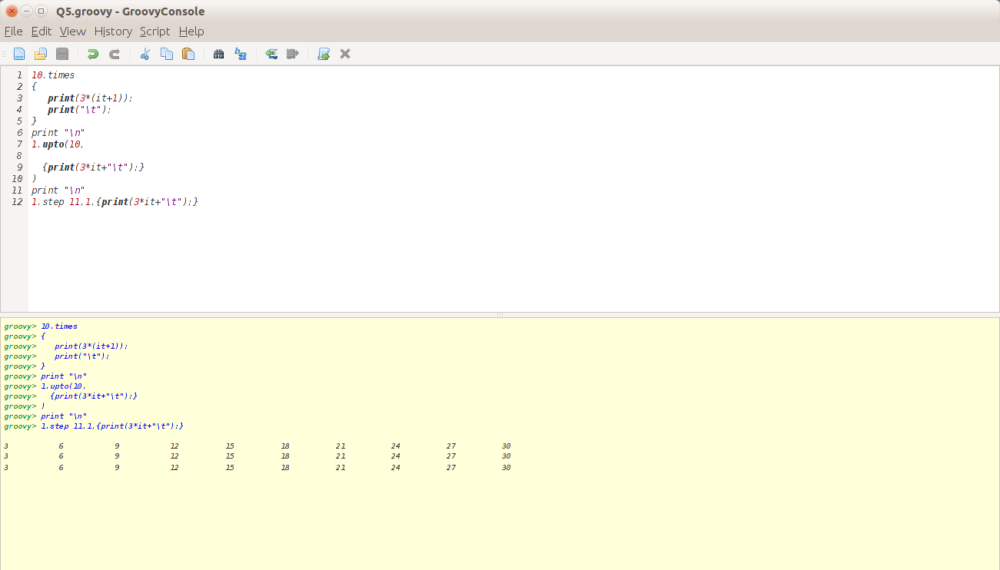 Q5.groovy - GroovyConsole
File Edit View History Script Help
1 10.times
2 {
3    print(3*(it+1));
4    print("\t");
5 }
6 print "\n"
7 1.upto(10,
8
9   {print(3*it+"\t");}
10 )
11 print "\n"
12 1.step 11,1,{print(3*it+"\t");}
groovy> 10.times
groovy> {
groovy>    print(3*(it+1));
groovy>    print("\t");
groovy> }
groovy> print "\n"
groovy> 1.upto(10,
groovy>   {print(3*it+"\t");}
groovy> )
groovy> print "\n"
groovy> 1.step 11,1,{print(3*it+"\t");}
3 6 9 12 15 18 21 24 27 30
3 6 9 12 15 18 21 24 27 30
3 6 9 12 15 18 21 24 27 30